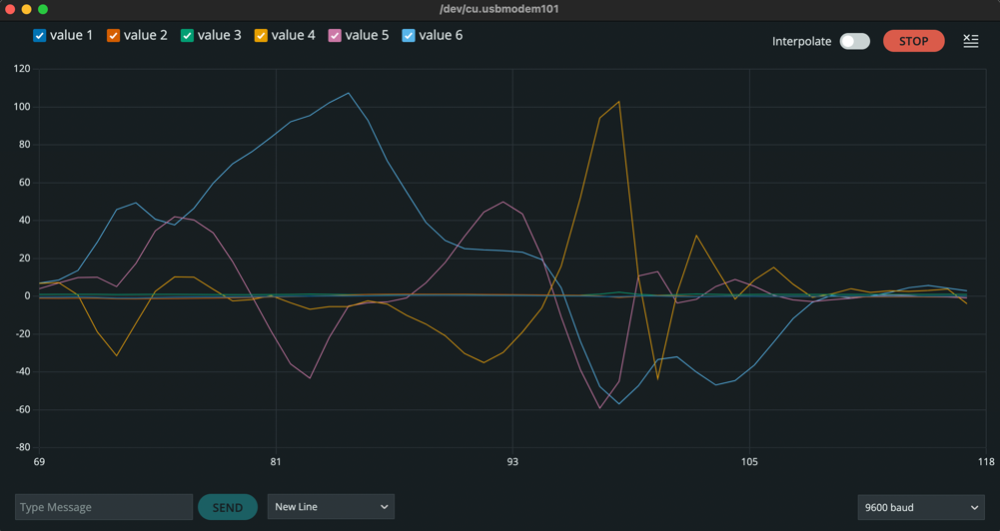 /dev/cu.usbmodem101
value 1 value 2 value 3 value 4 value 5 value 6
Interpolate STOP
120
100
80
60
40
20
0
-20
-40
-60
-80
69 81 93 105 118
Type Message SEND New Line 9600 baud